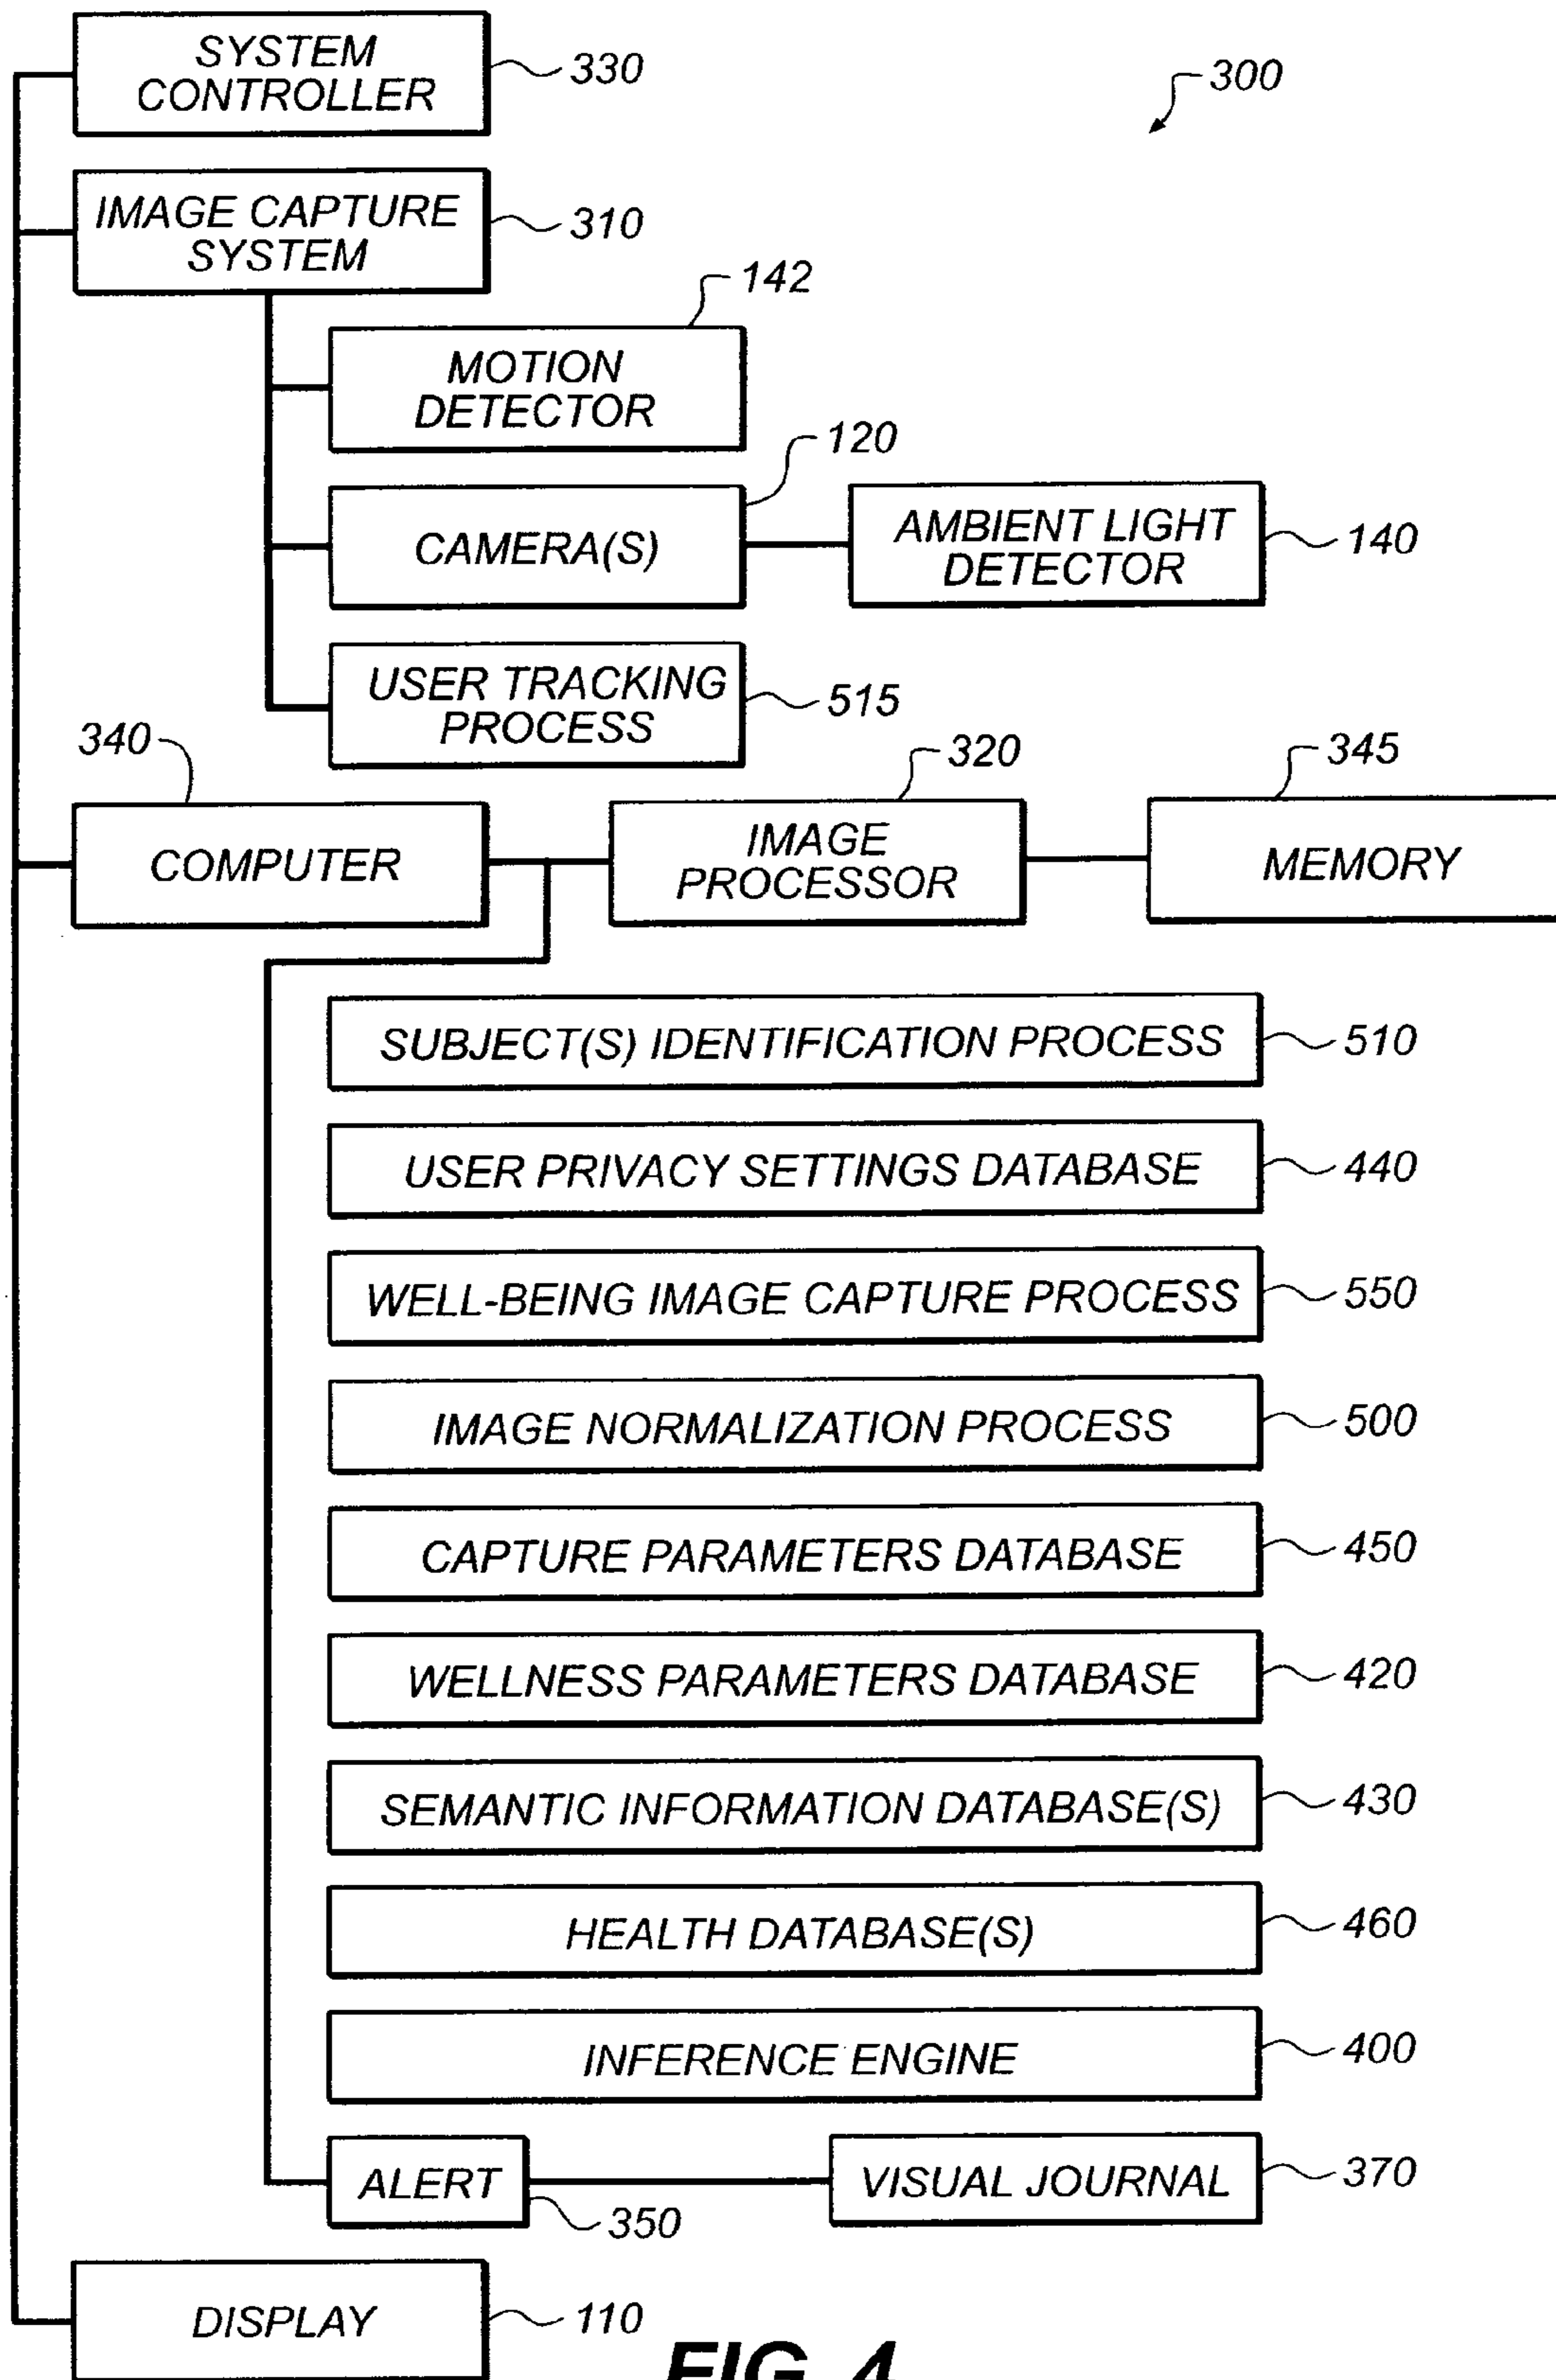 SYSTEM
CONTROLLER
330
300
IMAGE CAPTURE
SYSTEM
310
142
MOTION
DETECTOR
120
CAMERA(S)
AMBIENT LIGHT
DETECTOR
140
USER TRACKING
PROCESS
515
340
320
345
COMPUTER
IMAGE
PROCESSOR
MEMORY
SUBJECT(S) IDENTIFICATION PROCESS
510
USER PRIVACY SETTINGS DATABASE
440
WELL-BEING IMAGE CAPTURE PROCESS
550
IMAGE NORMALIZATION PROCESS
500
CAPTURE PARAMETERS DATABASE
450
WELLNESS PARAMETERS DATABASE
420
SEMANTIC INFORMATION DATABASE(S)
430
HEALTH DATABASE(S)
460
INFERENCE ENGINE
400
ALERT
350
VISUAL JOURNAL
370
DISPLAY
110
FIG. 4